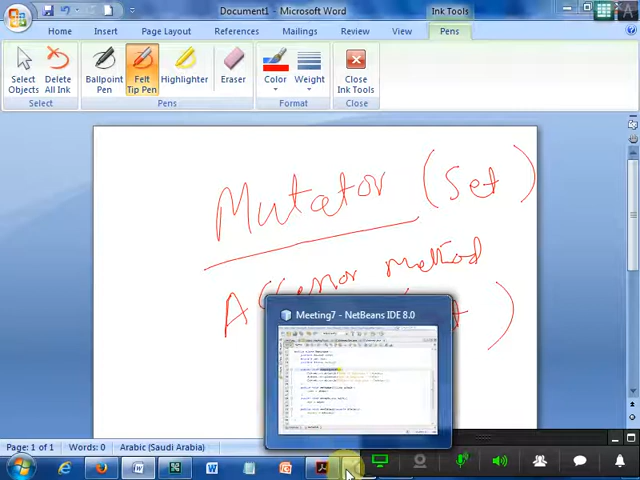 Document1 - Microsoft Word
Ink Tools
Home Insert Page Layout References Mailings Review View Pens
Select Objects
Delete All Ink
Ballpoint Pen
Felt Tip Pen
Highlighter
Eraser
Color
Weight
Close Ink Tools
Select Pens Format Close
Mutator (Set)
Accessor method
Meeting7 - NetBeans IDE 8.0
Page: 1 of 1 Words: 0 Arabic (Saudi Arabia)